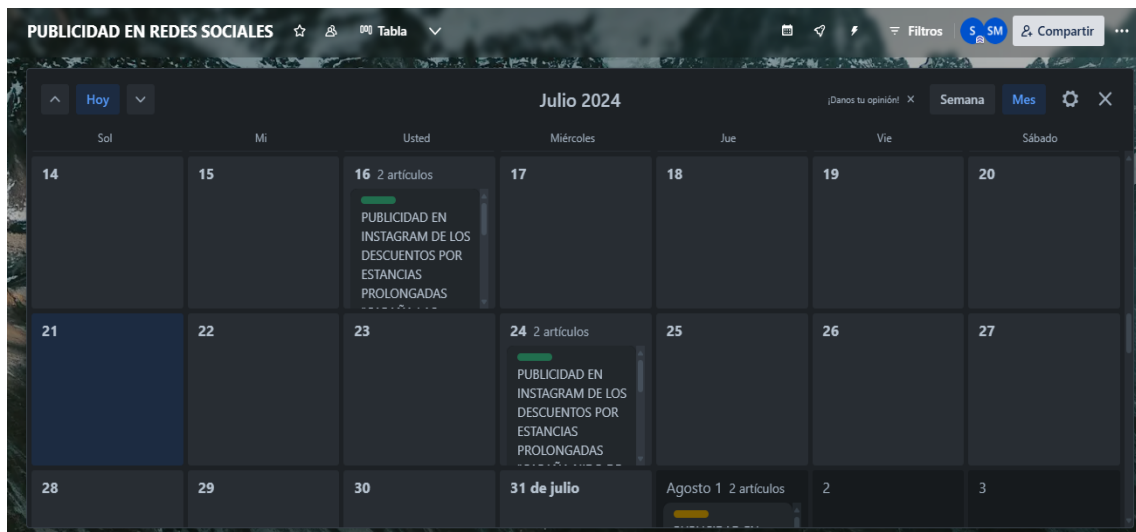 PUBLICIDAD EN REDES SOCIALES Tabla Filtros S SM Compartir
Hoy Julio 2024 ¡Danos tu opinión! Semana Mes
Sol Mi Usted Miércoles Jue Vie Sábado
14 15 16 2 artículos 17 18 19 20
PUBLICIDAD EN
INSTAGRAM DE LOS
DESCUENTOS POR
ESTANCIAS
PROLONGADAS
21 22 23 24 2 artículos 25 26 27
PUBLICIDAD EN
INSTAGRAM DE LOS
DESCUENTOS POR
ESTANCIAS
PROLONGADAS
28 29 30 31 de julio Agosto 1 2 artículos 2 3